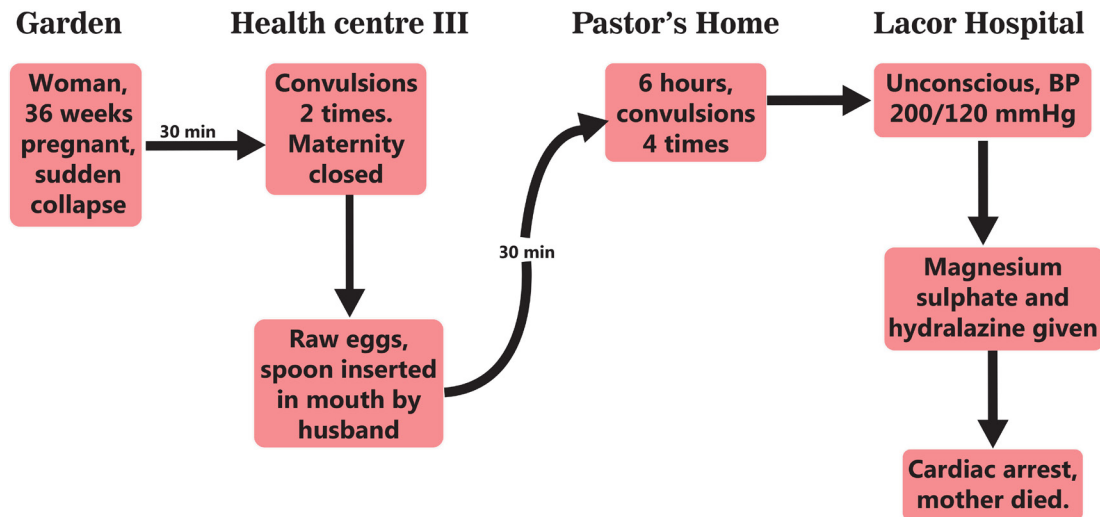 Garden
Health centre III
Pastor's Home
Lacor Hospital
Woman,
36 weeks
pregnant,
sudden
collapse
30 min
Convulsions
2 times.
Maternity
closed
Raw eggs,
spoon inserted
in mouth by
husband
30 min
6 hours,
convulsions
4 times
Unconscious, BP
200/120 mmHg
Magnesium
sulphate and
hydralazine given
Cardiac arrest,
mother died.